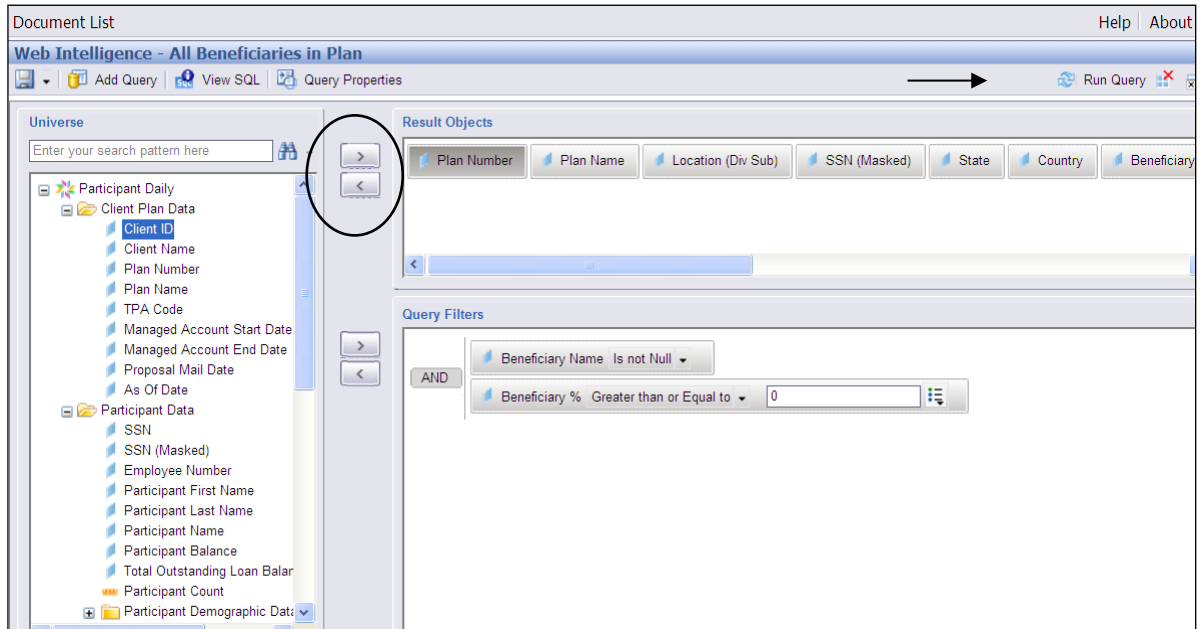 Document List Help About
Web Intelligence - All Beneficiaries in Plan
Add Query View SQL Query Properties Run Query
Universe
Enter your search pattern here
Participant Daily
Client Plan Data
Client ID
Client Name
Plan Number
Plan Name
TPA Code
Managed Account Start Date
Managed Account End Date
Proposal Mail Date
As Of Date
Participant Data
SSN
SSN (Masked)
Employee Number
Participant First Name
Participant Last Name
Participant Name
Participant Balance
Total Outstanding Loan Balar
Participant Count
Participant Demographic Data
>
<
>
<
Result Objects
Plan Number Plan Name Location (Div Sub) SSN (Masked) State Country Beneficiary
Query Filters
AND
Beneficiary Name Is not Null
Beneficiary % Greater than or Equal to 0